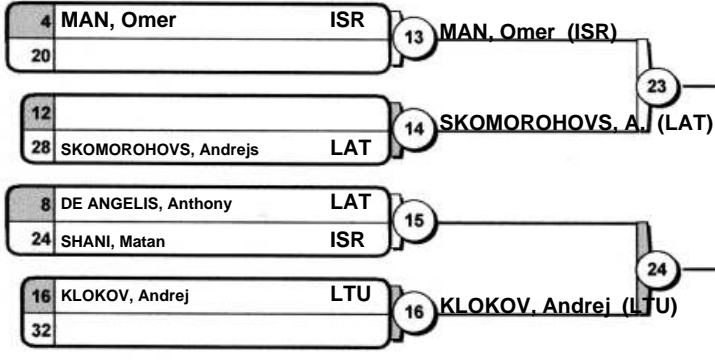 4 MAN, Omer ISR
13 MAN, Omer (ISR)
20
23
12
14 SKOMOROHOVS, A. (LAT)
28 SKOMOROHOVS, Andrejs LAT
8 DE ANGELIS, Anthony LAT
15
24 SHANI, Matan ISR
24
16 KLOKOV, Andrej LTU
16 KLOKOV, Andrej (LTU)
32